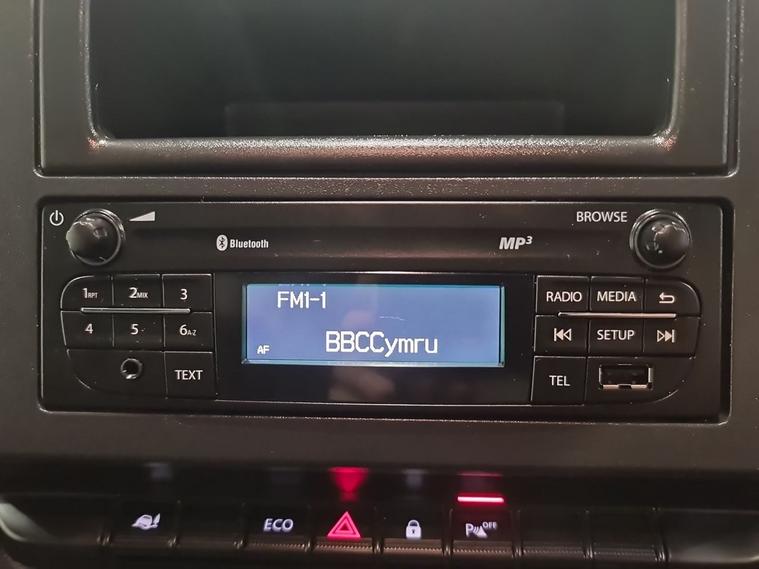 BROWSE
Bluetooth
MP3
1RPT 2MIX 3
FM1-1
RADIO MEDIA
4 5 6A-Z
AF BBCCymru
SETUP
TEXT
TEL
ECO
P OFF